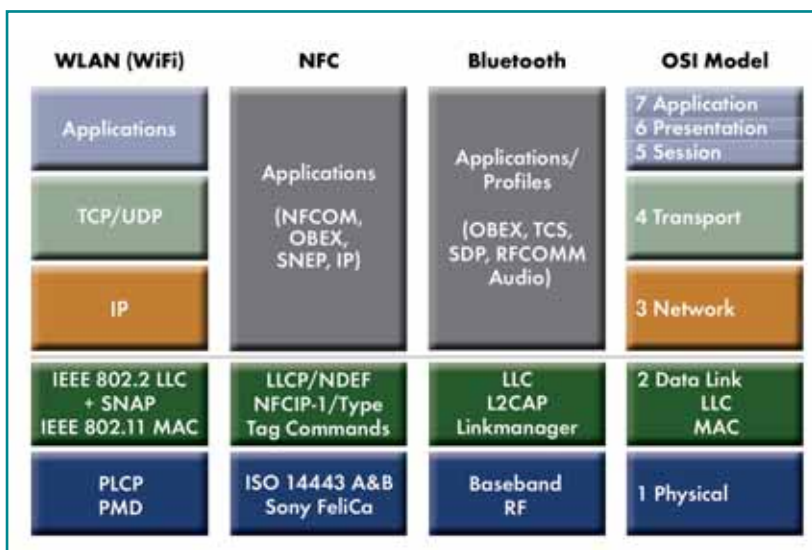 WLAN (WiFi)
Applications
TCP/UDP
IP
IEEE 802.2 LLC
+ SNAP
IEEE 802.11 MAC
PLCP
PMD
NFC
Applications
(NFCOM,
OBEX,
SNEP, IP)
LLCP/NDEF
NFCIP-1/Type
Tag Commands
ISO 14443 A&B
Sony FeliCa
Bluetooth
Applications/
Profiles
(OBEX, TCS,
SDP, RFCOMM
Audio)
LLC
L2CAP
Linkmanager
Baseband
RF
OSI Model
7 Application
6 Presentation
5 Session
4 Transport
3 Network
2 Data Link
LLC
MAC
1 Physical